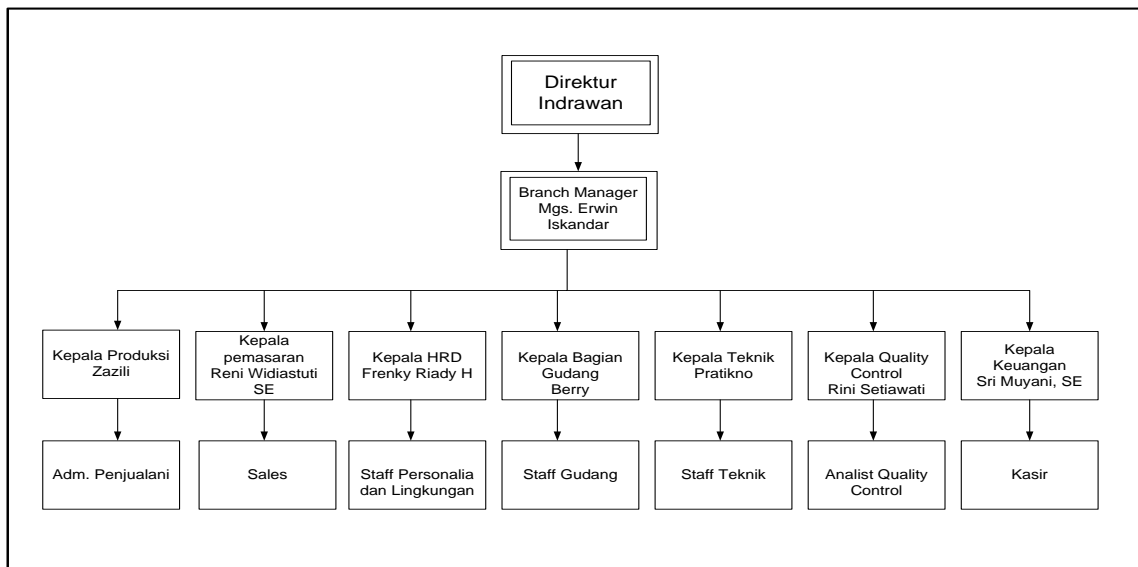 Direktur
Indrawan
Branch Manager
Mgs. Erwin
Iskandar
Kepala Produksi
Zazili
Kepala
pemasaran
Reni Widiastuti
SE
Kepala HRD
Frenky Riady H
Kepala Bagian
Gudang
Berry
Kepala Teknik
Pratikno
Kepala Quality
Control
Rini Setiawati
Kepala
Keuangan
Sri Muyani, SE
Adm. Penjualani
Sales
Staff Personalia
dan Lingkungan
Staff Gudang
Staff Teknik
Analist Quality
Control
Kasir